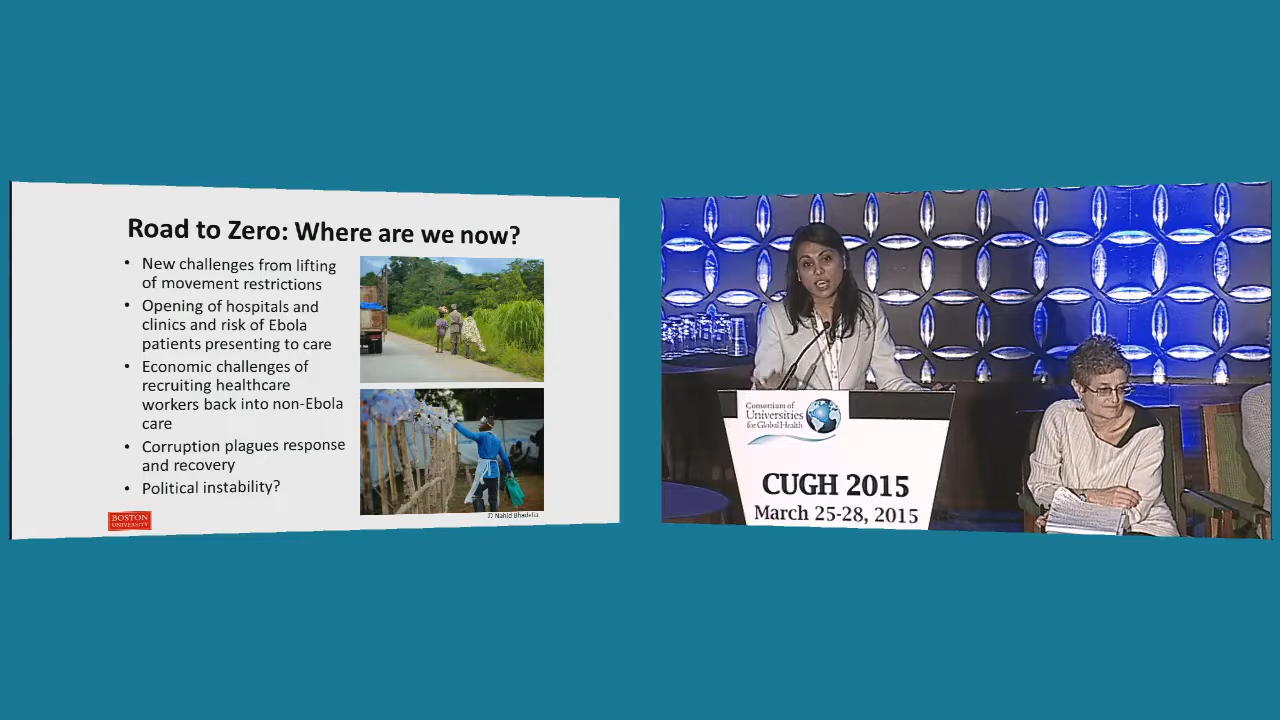 Road to Zero: Where are we now?
• New challenges from lifting
of movement restrictions
• Opening of hospitals and
clinics and risk of Ebola
patients presenting to care
• Economic challenges of
recruiting healthcare
workers back into non-Ebola
care
• Corruption plagues response
and recovery
• Political instability?
BOSTON
UNIVERSITY
© Nahid Bhadelia
Consortium of
Universities
for Global Health
CUGH 2015
March 25-28, 2015